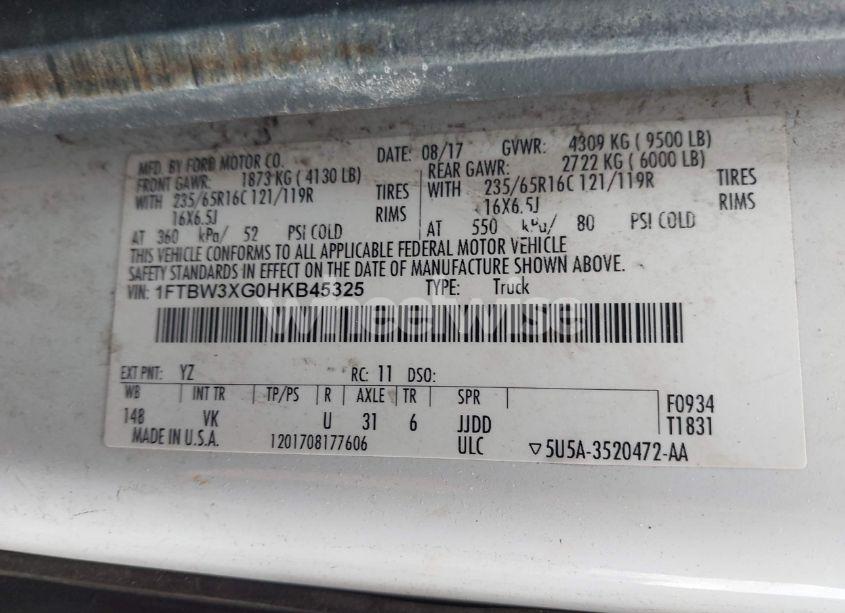 MFD. BY FORD MOTOR CO.
DATE: 08/17 GVWR: 4309 KG ( 9500 LB)
FRONT GAWR: 1873 KG ( 4130 LB)
REAR GAWR: 2722 KG ( 6000 LB)
WITH 235/65R16C 121/119R TIRES
WITH 235/65R16C 121/119R TIRES
16X6.5J RIMS
16X6.5J RIMS
AT 360 kPa/ 52 PSI COLD
AT 550 kPa/ 80 PSI COLD
THIS VEHICLE CONFORMS TO ALL APPLICABLE FEDERAL MOTOR VEHICLE
SAFETY STANDARDS IN EFFECT ON THE DATE OF MANUFACTURE SHOWN ABOVE.
VIN: 1FTBW3XG0HKB45325 TYPE: Truck
Wheelwise
EXT PNT: YZ RC: 11 DSO:
WB INT TR TP/PS R AXLE TR SPR
148 VK U 31 6 JJDD
F0934
T1831
MADE IN U.S.A. 1201708177606 ULC ▽5U5A-3520472-AA